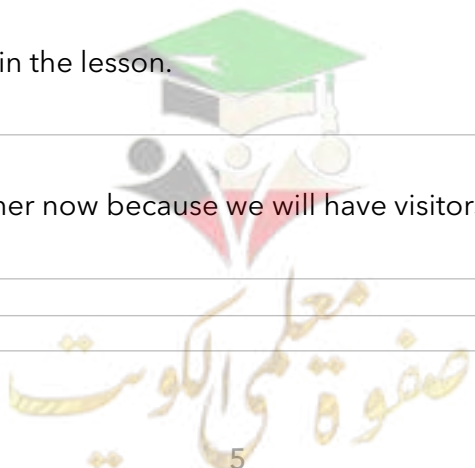 in the lesson.
her now because we will have visitor
صفوة معلمي الكويت
5